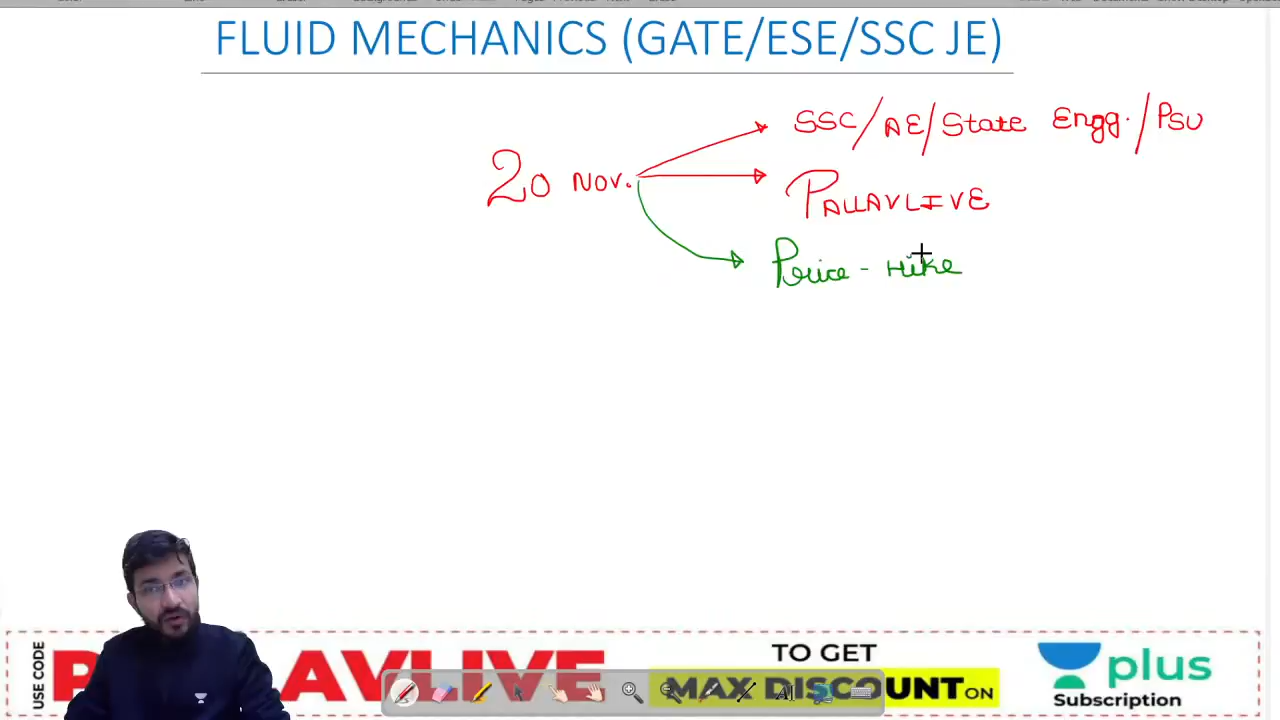 FLUID MECHANICS (GATE/ESE/SSC JE)
SSC/AE/State Engg./PSU
20 Nov.
PALLAVLIVE
Price-Hike
USE CODE
AVLIVE
TO GET
MAX DISCOUNT ON
plus
Subscription